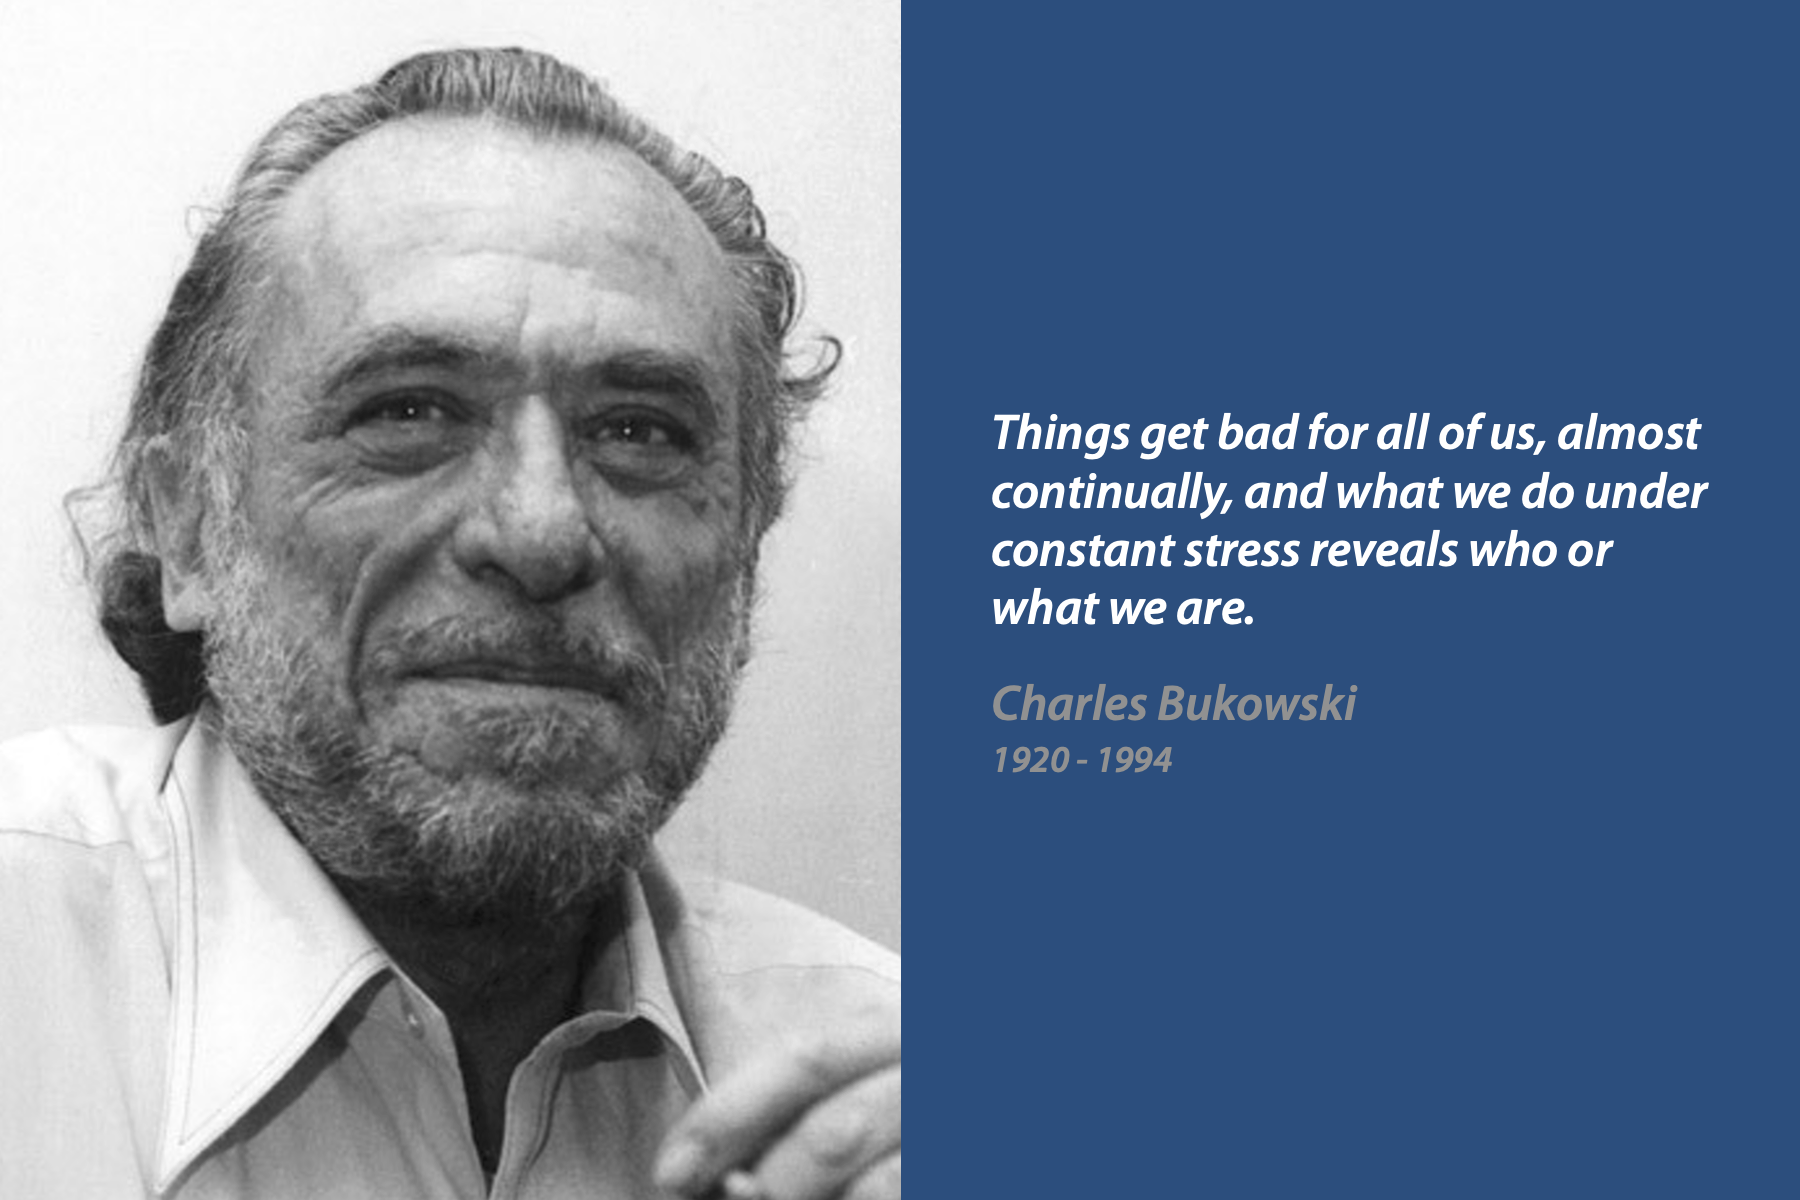 Things get bad for all of us, almost
continually, and what we do under
constant stress reveals who or
what we are.
Charles Bukowski
1920 - 1994